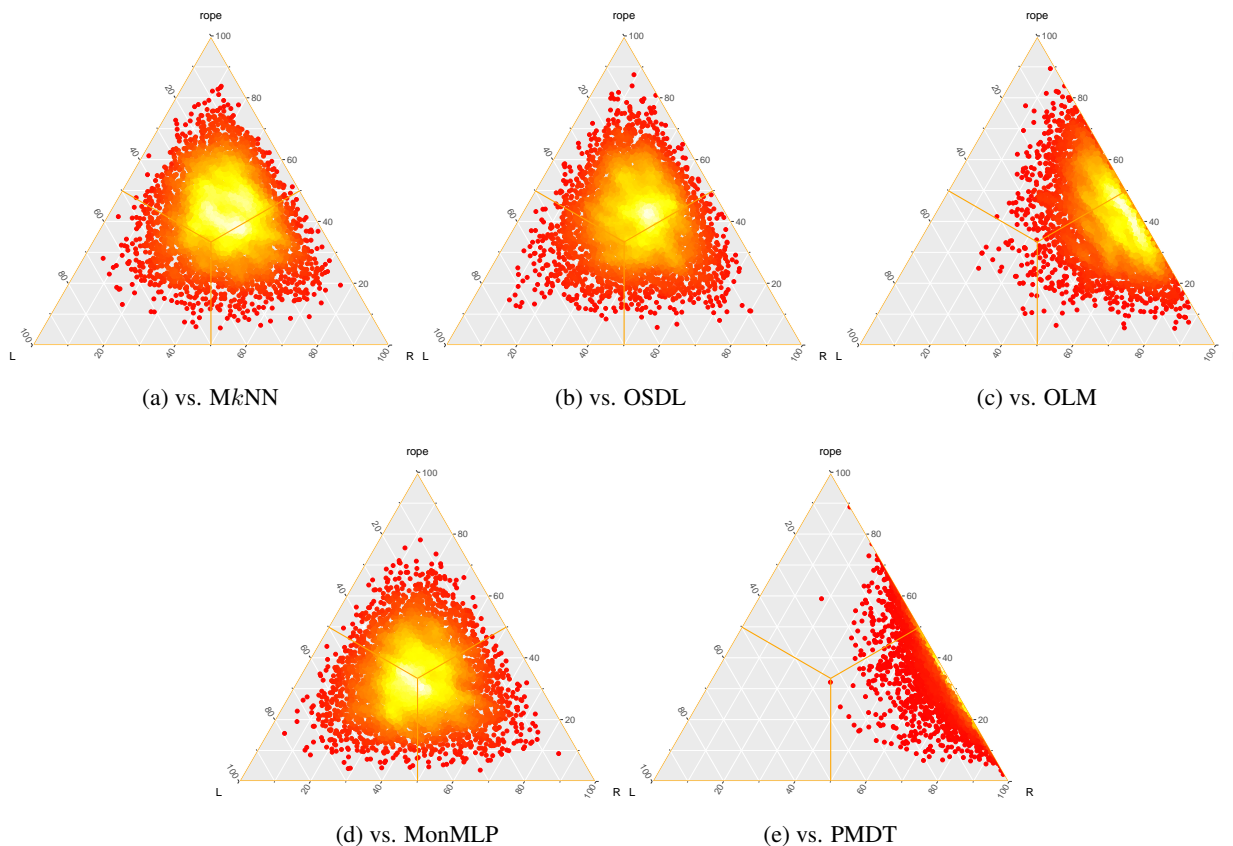 rope rope rope
100 100 100
20 80 20 80 20 80
40 60 40 60 40 60
60 40 60 40 60 40
80 20 80 20 80 20
100 100 100
20 40 60 80 100 20 40 60 80 100 20 40 60 80 100
L R L R L
(a) vs. MkNN (b) vs. OSDL (c) vs. OLM
rope rope
100 100
20 80 20 80
40 60 40 60
60 40 60 40
80 20 80 20
100 100
20 40 60 80 100 20 40 60 80 100
L R L R
(d) vs. MonMLP (e) vs. PMDT